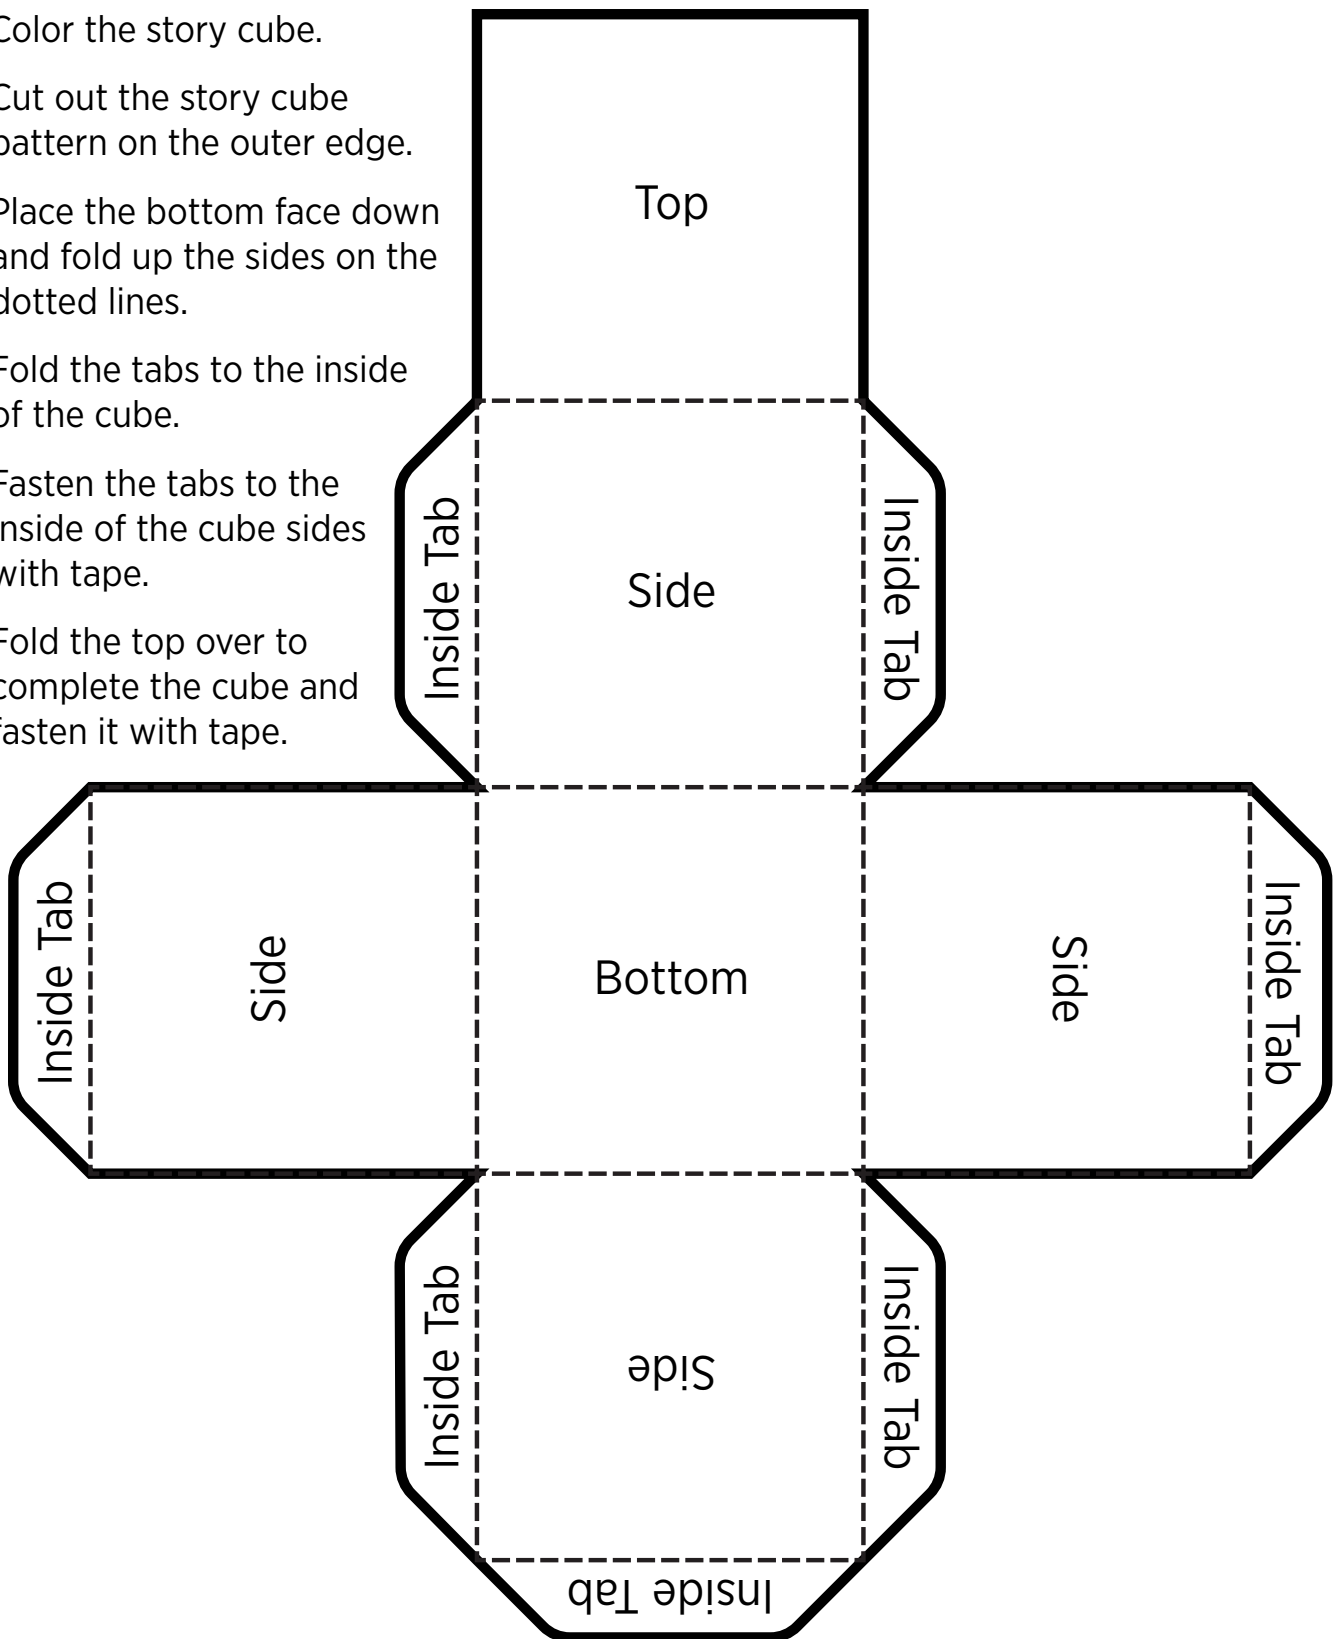 Color the story cube.
Cut out the story cube
pattern on the outer edge.
Place the bottom face down
and fold up the sides on the
dotted lines.
Fold the tabs to the inside
of the cube.
Fasten the tabs to the
inside of the cube sides
with tape.
Fold the top over to
complete the cube and
fasten it with tape.
Top
Inside Tab
Side
Inside Tab
Inside Tab
Side
Bottom
Side
Inside Tab
Inside Tab
Side
Inside Tab
Inside Tab